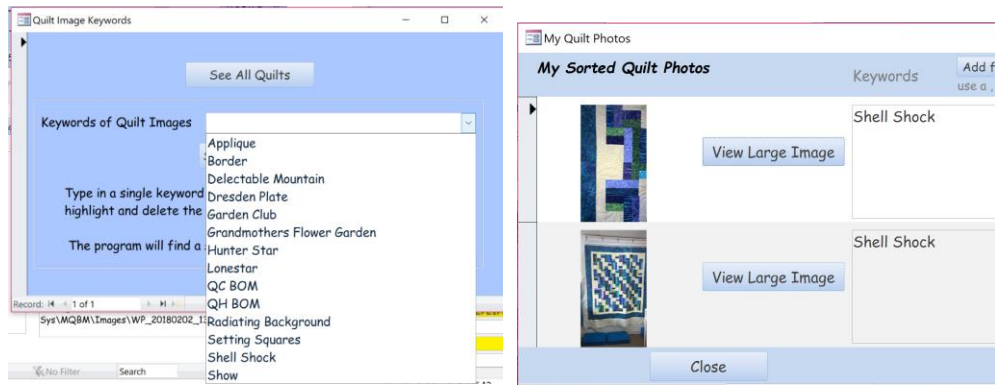 Quilt Image Keywords
See All Quilts
Keywords of Quilt Images
Applique
Border
Delectable Mountain
Dresden Plate
Garden Club
Grandmothers Flower Garden
Hunter Star
Lonestar
QC BOM
QH BOM
Radiating Background
Setting Squares
Shell Shock
Show
Type in a single keyword
highlight and delete the
The program will find a
Record: 1 of 1
Sys\MQBM\Images\WP_20180202_13
No Filter
Search
My Quilt Photos
My Sorted Quilt Photos
Keywords
Add f
use a ,
View Large Image
Shell Shock
View Large Image
Shell Shock
Close